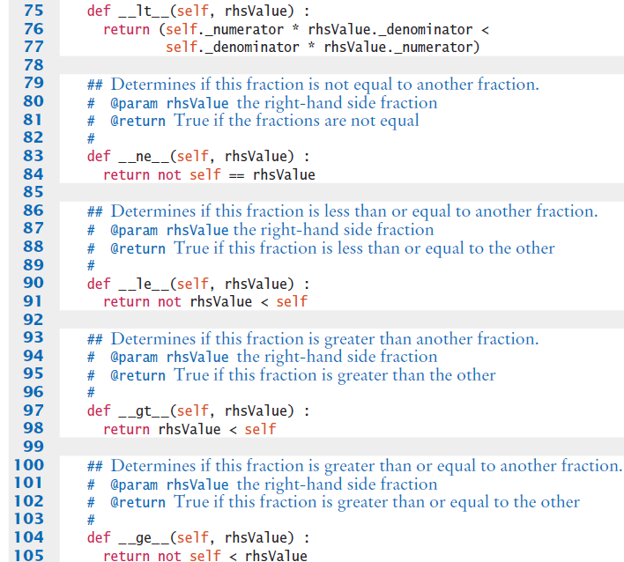 75 def __lt__(self, rhsValue) :
76 return (self._numerator * rhsValue._denominator <
77 self._denominator * rhsValue._numerator)
78
79 ## Determines if this fraction is not equal to another fraction.
80 # @param rhsValue the right-hand side fraction
81 # @return True if the fractions are not equal
82 #
83 def __ne__(self, rhsValue) :
84 return not self == rhsValue
85
86 ## Determines if this fraction is less than or equal to another fraction.
87 # @param rhsValue the right-hand side fraction
88 # @return True if this fraction is less than or equal to the other
89 #
90 def __le__(self, rhsValue) :
91 return not rhsValue < self
92
93 ## Determines if this fraction is greater than another fraction.
94 # @param rhsValue the right-hand side fraction
95 # @return True if this fraction is greater than the other
96 #
97 def __gt__(self, rhsValue) :
98 return rhsValue < self
99
100 ## Determines if this fraction is greater than or equal to another fraction.
101 # @param rhsValue the right-hand side fraction
102 # @return True if this fraction is greater than or equal to the other
103 #
104 def __ge__(self, rhsValue) :
105 return not self < rhsValue